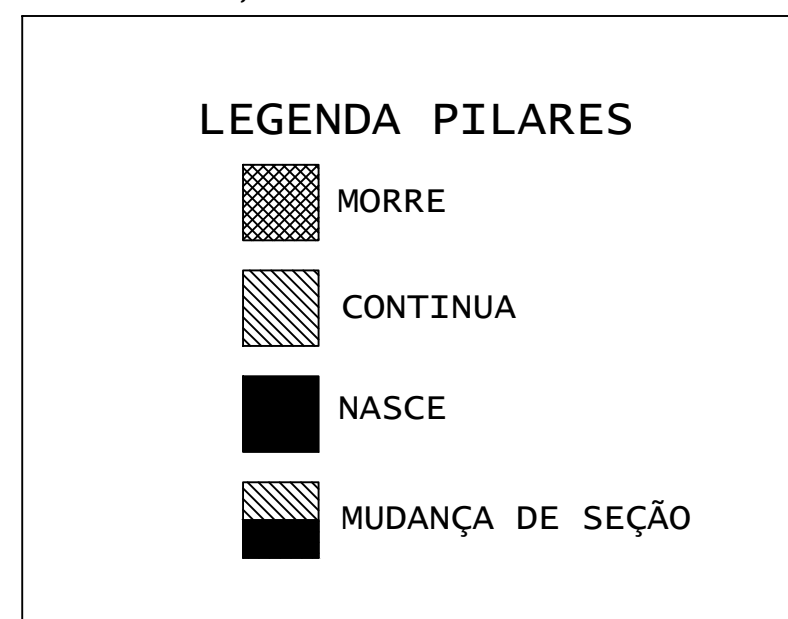 LEGENDA PILARES
MORRE
CONTINUA
NASCE
MUDANÇA DE SEÇÃO